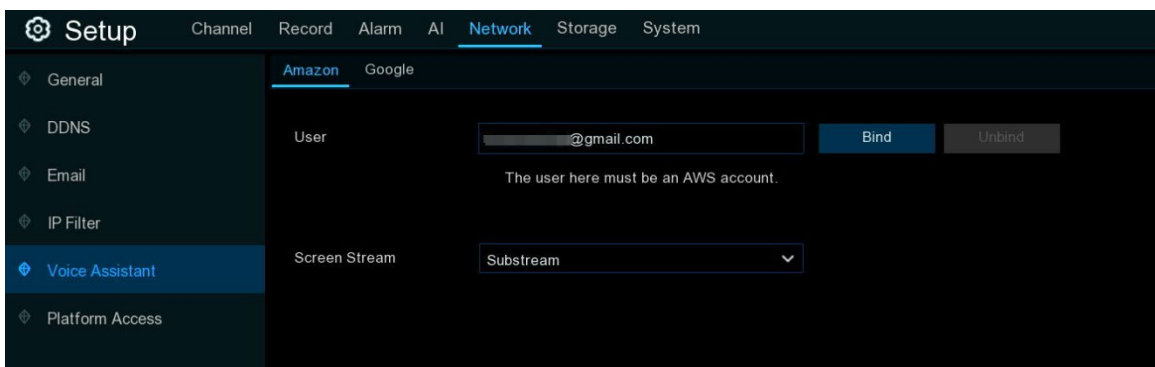 Setup Channel Record Alarm AI Network Storage System
General
DDNS
Email
IP Filter
Voice Assistant
Platform Access
Amazon Google
User @gmail.com Bind Unbind
The user here must be an AWS account.
Screen Stream Substream